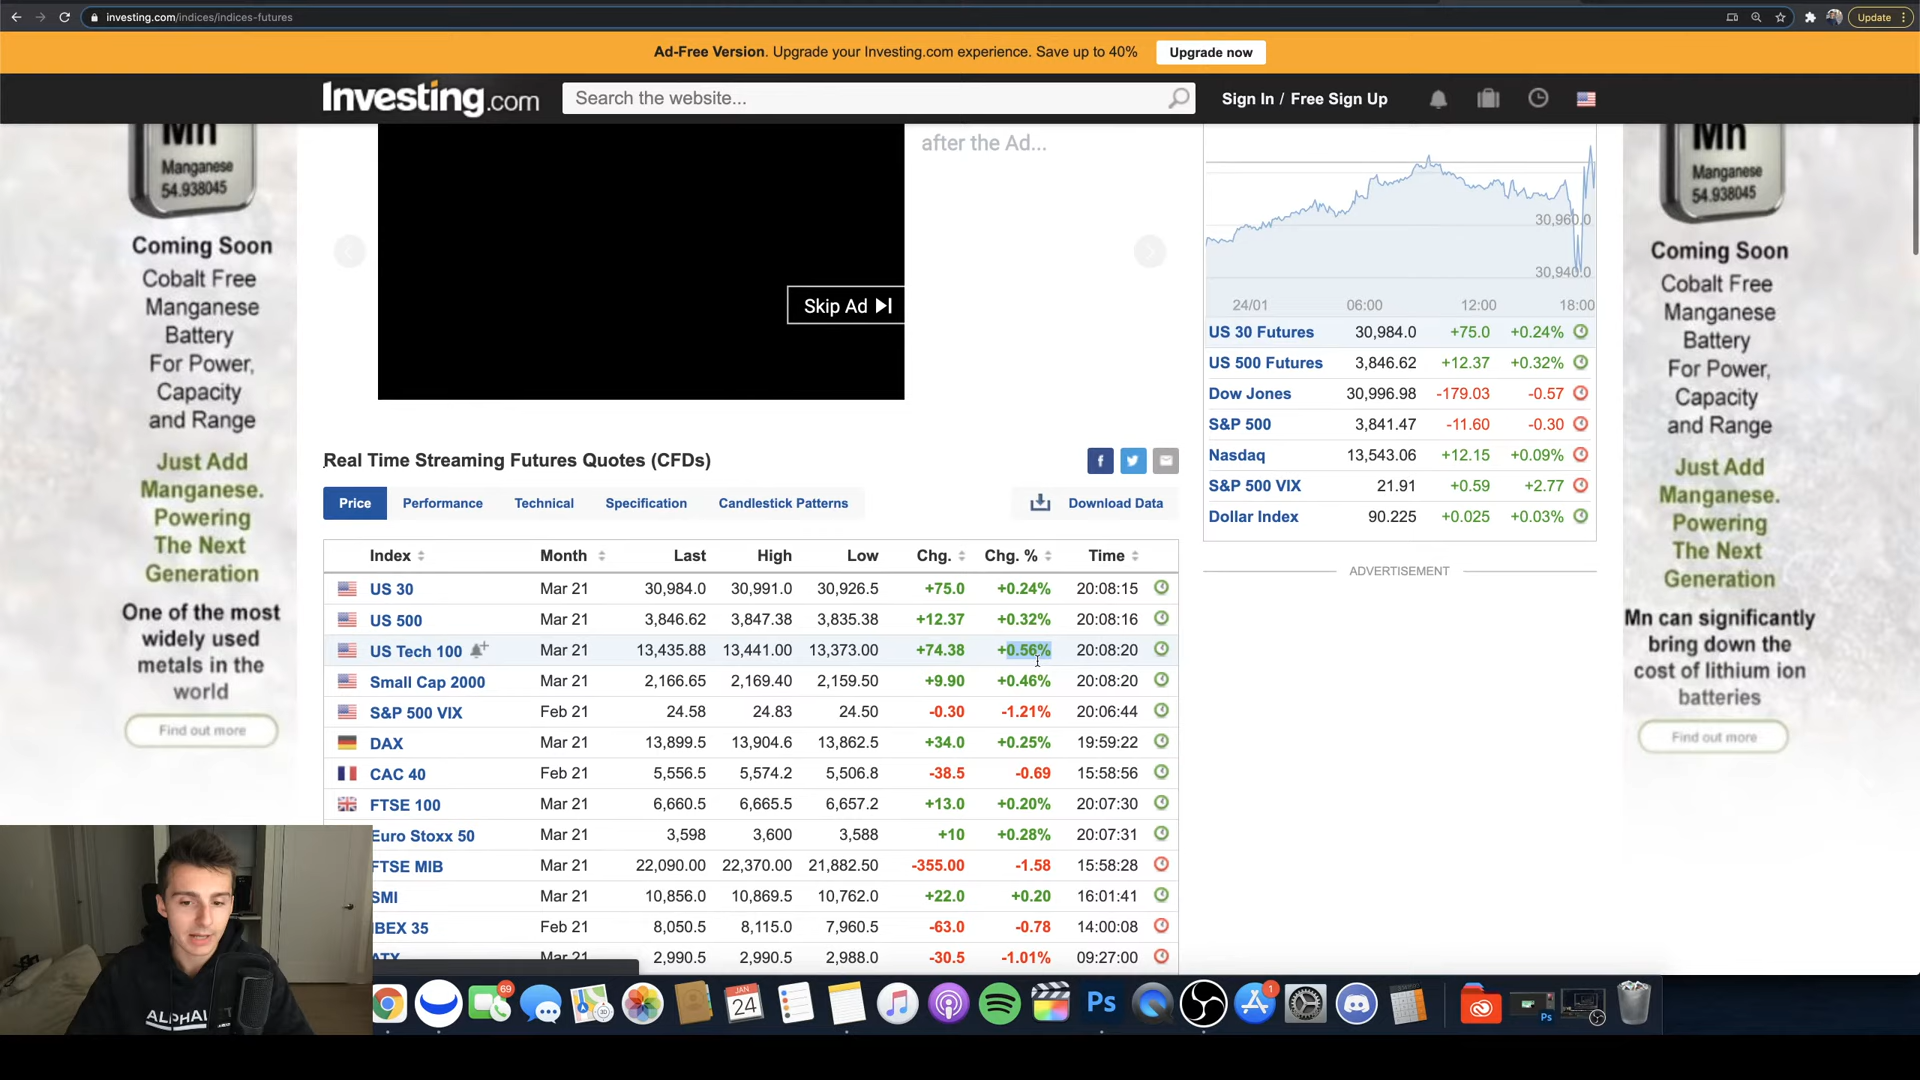 investing.com/indices/indices-futures
Update
Ad-Free Version. Upgrade your Investing.com experience. Save up to 40%
Upgrade now
Investing.com
Search the website...
Sign In / Free Sign Up
Mn
Manganese
54.938045
Coming Soon
Cobalt Free
Manganese
Battery
For Power,
Capacity
and Range
Just Add
Manganese.
Powering
The Next
Generation
One of the most
widely used
metals in the
world
Find out more
after the Ad...
Skip Ad
Real Time Streaming Futures Quotes (CFDs)
Price Performance Technical Specification Candlestick Patterns Download Data
Index Month Last High Low Chg. Chg. % Time
US 30 Mar 21 30,984.0 30,991.0 30,926.5 +75.0 +0.24% 20:08:15
US 500 Mar 21 3,846.62 3,847.38 3,835.38 +12.37 +0.32% 20:08:16
US Tech 100 Mar 21 13,435.88 13,441.00 13,373.00 +74.38 +0.56% 20:08:20
Small Cap 2000 Mar 21 2,166.65 2,169.40 2,159.50 +9.90 +0.46% 20:08:20
S&P 500 VIX Feb 21 24.58 24.83 24.50 -0.30 -1.21% 20:06:44
DAX Mar 21 13,899.5 13,904.6 13,862.5 +34.0 +0.25% 19:59:22
CAC 40 Feb 21 5,556.5 5,574.2 5,506.8 -38.5 -0.69 15:58:56
FTSE 100 Mar 21 6,660.5 6,665.5 6,657.2 +13.0 +0.20% 20:07:30
Euro Stoxx 50 Mar 21 3,598 3,600 3,588 +10 +0.28% 20:07:31
FTSE MIB Mar 21 22,090.00 22,370.00 21,882.50 -355.00 -1.58 15:58:28
SMI Mar 21 10,856.0 10,869.5 10,762.0 +22.0 +0.20 16:01:41
IBEX 35 Feb 21 8,050.5 8,115.0 7,960.5 -63.0 -0.78 14:00:08
ATX Mar 21 2,990.5 2,990.5 2,988.0 -30.5 -1.01% 09:27:00
30,960.0
30,940.0
24/01 06:00 12:00 18:00
US 30 Futures 30,984.0 +75.0 +0.24%
US 500 Futures 3,846.62 +12.37 +0.32%
Dow Jones 30,996.98 -179.03 -0.57
S&P 500 3,841.47 -11.60 -0.30
Nasdaq 13,543.06 +12.15 +0.09%
S&P 500 VIX 21.91 +0.59 +2.77
Dollar Index 90.225 +0.025 +0.03%
ADVERTISEMENT
Mn
Manganese
54.938045
Coming Soon
Cobalt Free
Manganese
Battery
For Power,
Capacity
and Range
Just Add
Manganese.
Powering
The Next
Generation
Mn can significantly
bring down the
cost of lithium ion
batteries
Find out more
ALPHAL
69
JAN
24
Ps
1
Ps